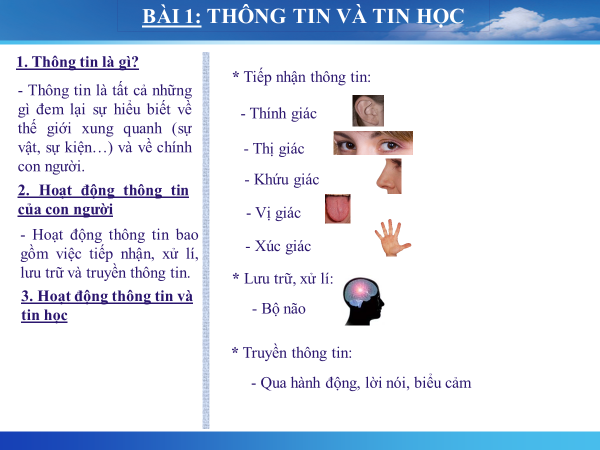 BÀI 1: THÔNG TIN VÀ TIN HỌC
1. Thông tin là gì?
- Thông tin là tất cả những
gì đem lại sự hiểu biết về
thế giới xung quanh (sự
vật, sự kiện…) và về chính
con người.
2. Hoạt động thông tin
của con người
- Hoạt động thông tin bao
gồm việc tiếp nhận, xử lí,
lưu trữ và truyền thông tin.
3. Hoạt động thông tin và
tin học
* Tiếp nhận thông tin:
- Thính giác
- Thị giác
- Khứu giác
- Vị giác
- Xúc giác
* Lưu trữ, xử lí:
- Bộ não
* Truyền thông tin:
- Qua hành động, lời nói, biểu cảm